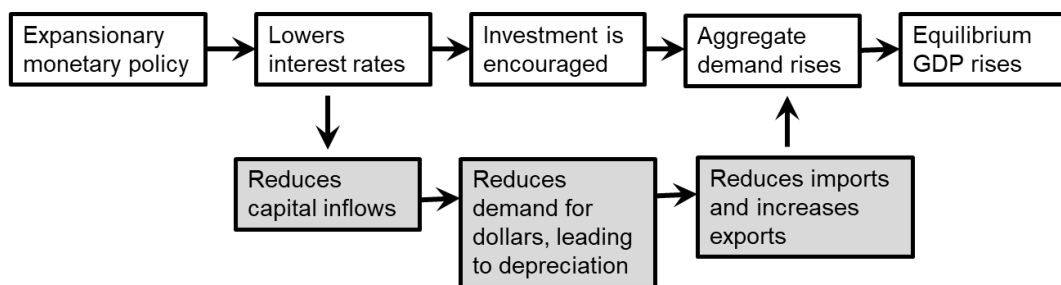 Expansionary
monetary policy
Lowers
interest rates
Investment is
encouraged
Aggregate
demand rises
Equilibrium
GDP rises
Reduces
capital inflows
Reduces
demand for
dollars, leading
to depreciation
Reduces imports
and increases
exports